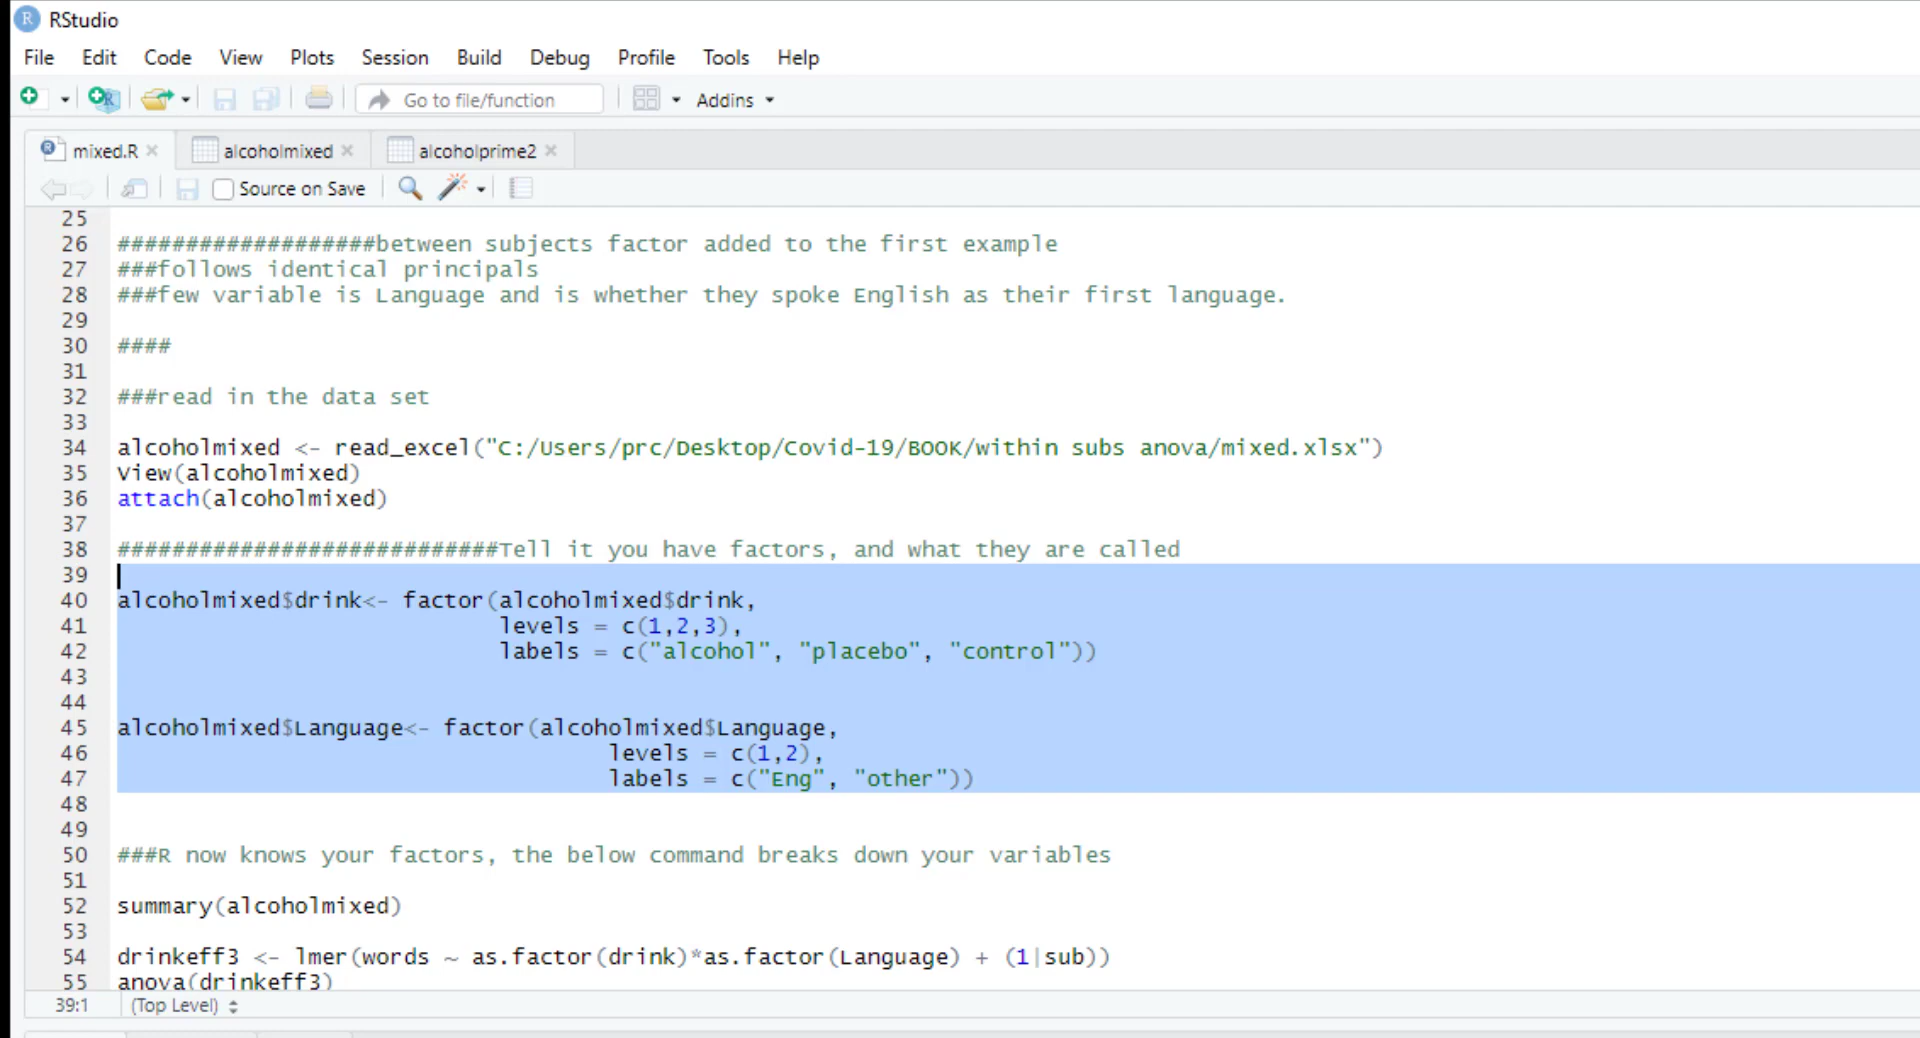 RStudio
File Edit Code View Plots Session Build Debug Profile Tools Help
Go to file/function Addins
mixed.R alcoholmixed alcoholprime2
Source on Save
25
26 ###################between subjects factor added to the first example
27 ###follows identical principals
28 ###few variable is Language and is whether they spoke English as their first language.
29
30 ####
31
32 ###read in the data set
33
34 alcoholmixed <- read_excel("C:/Users/prc/Desktop/Covid-19/BOOK/within subs anova/mixed.xlsx")
35 View(alcoholmixed)
36 attach(alcoholmixed)
37
38 ############################Tell it you have factors, and what they are called
39
40 alcoholmixed$drink<- factor(alcoholmixed$drink,
41 levels = c(1,2,3),
42 labels = c("alcohol", "placebo", "control"))
43
44
45 alcoholmixed$Language<- factor(alcoholmixed$Language,
46 levels = c(1,2),
47 labels = c("Eng", "other"))
48
49
50 ###R now knows your factors, the below command breaks down your variables
51
52 summary(alcoholmixed)
53
54 drinkeff3 <- lmer(words ~ as.factor(drink)*as.factor(Language) + (1|sub))
55 anova(drinkeff3)
39:1 (Top Level)